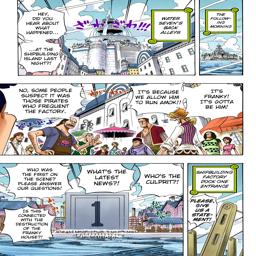 THE
FOLLOW-
ING
MORNING
WATER
SEVEN'S
BACK
ALLEYS
HEY,
DID YOU
HEAR ABOUT
WHAT
HAPPENED...
...AT THE
SHIPBUILDING
ISLAND LAST
NIGHT?!
IT'S
FRANKY!
IT'S GOTTA
BE HIM!
IT'S BECAUSE
WE ALLOW HIM
TO RUN AMOK!!
NO, SOME PEOPLE
SUSPECT IT WAS
THOSE PIRATES
WHO FREQUENT
THE FACTORY!
SHIPBUILDING
FACTORY
DOCK ONE
ENTRANCE
PLEASE,
GIVE
US A
STATE-
MENT!
WHO'S THE
CULPRIT?!
WHAT'S THE
LATEST
NEWS?!
WHO WAS
THE FIRST ON
THE SCENE?
PLEASE ANSWER
OUR QUESTIONS!
IS THIS
CONNECTED
WITH THE
DESTRUCTION
OF THE
FRANKY
HOUSE?!
1